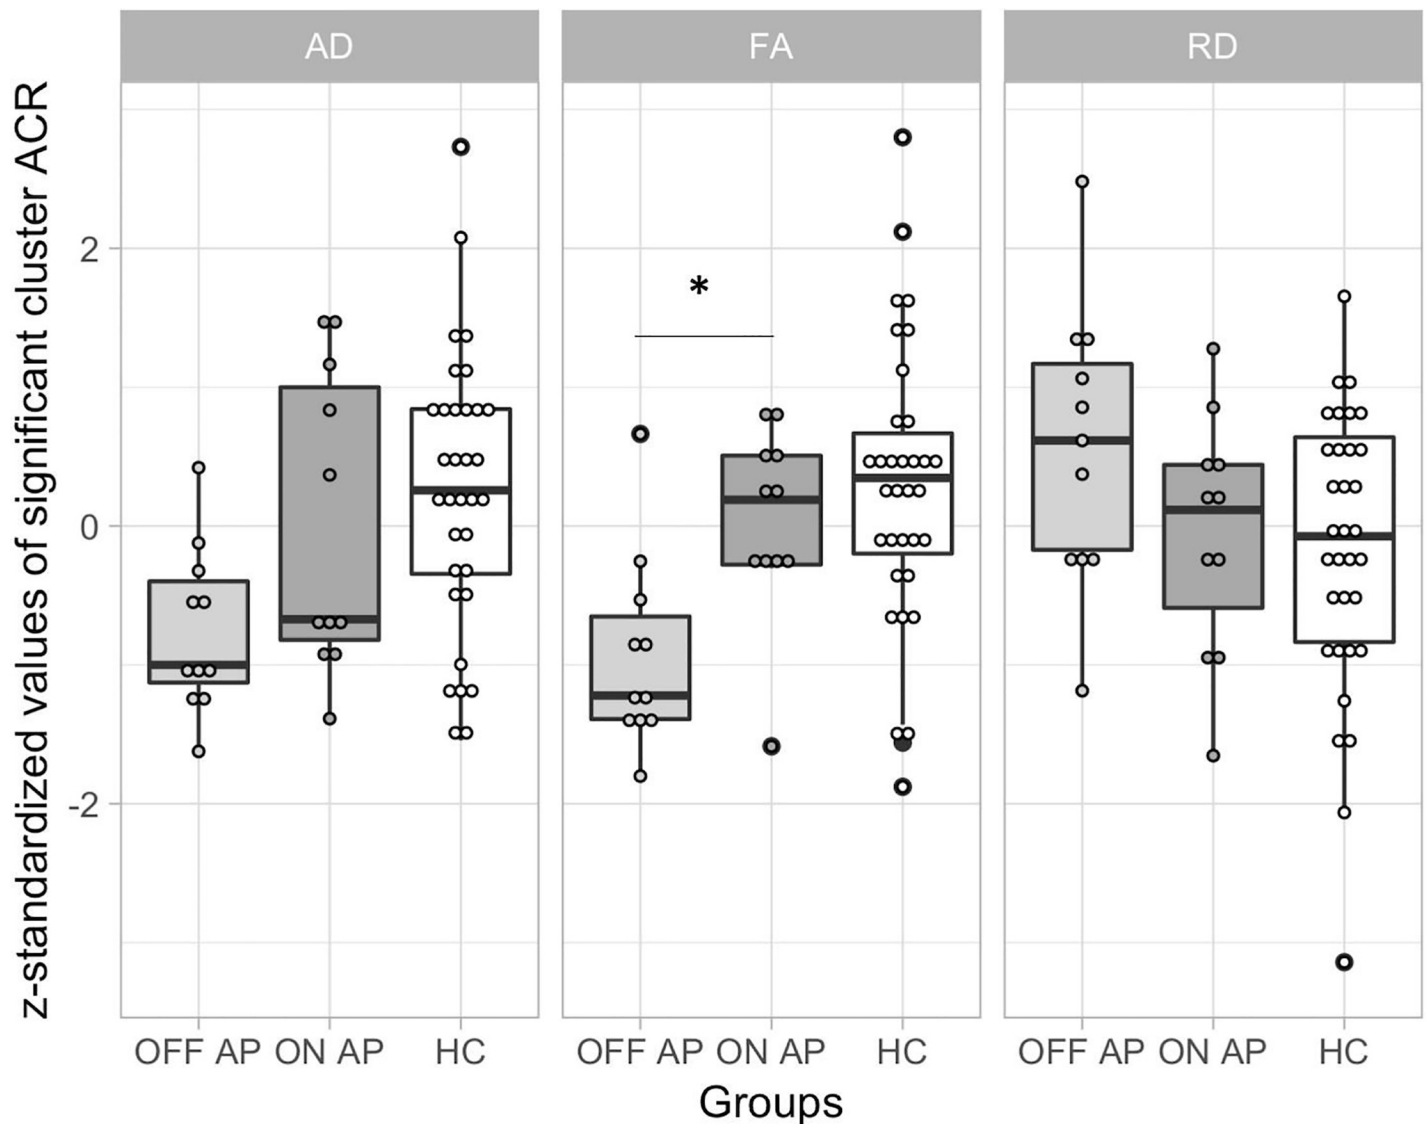 AD FA RD
z-standardized values of significant cluster ACR
2
0
-2
*
OFF AP ON AP HC OFF AP ON AP HC OFF AP ON AP HC
Groups